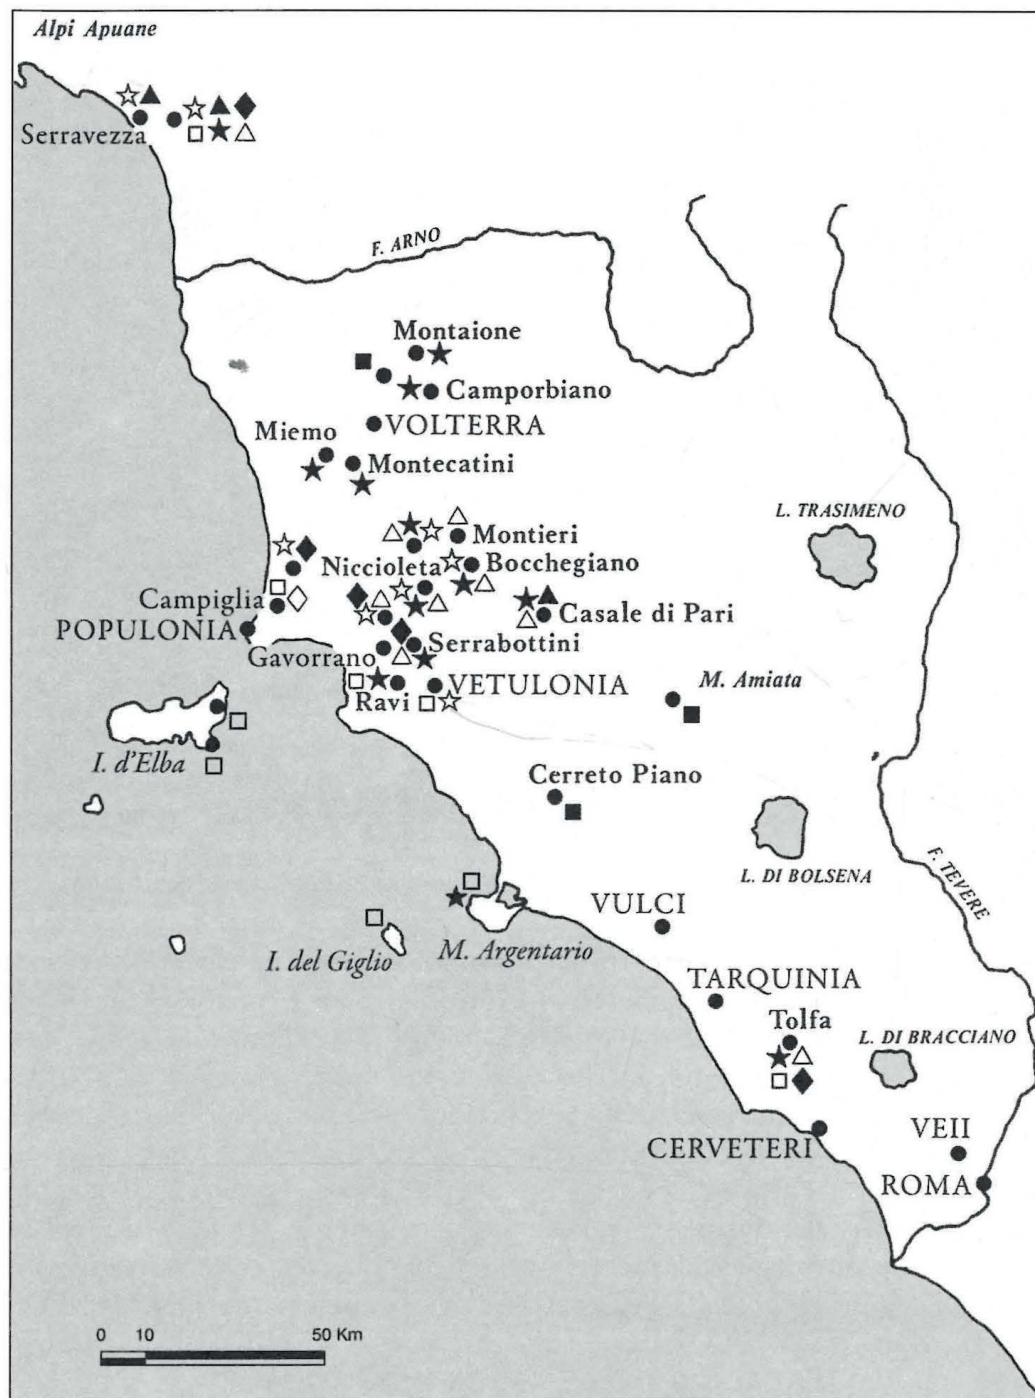 Alpi Apuane
Serravezza
F. ARNO
Montaione
Camporbiano
VOLTERRA
Miemo
Montecatini
L. TRASIMENO
Montieri
Niccioleta
Bocchegiano
Campiglia
Casale di Pari
POPULONIA
Serrabottini
Gavorrano
M. Amiata
VETULONIA
Ravi
I. d'Elba
Cerreto Piano
F. TEVERE
L. DI BOLSENA
VULCI
I. del Giglio
M. Argentario
TARQUINIA
Tolfa
L. DI BRACCIANO
VEII
CERVETERI
ROMA
0 10 50 Km